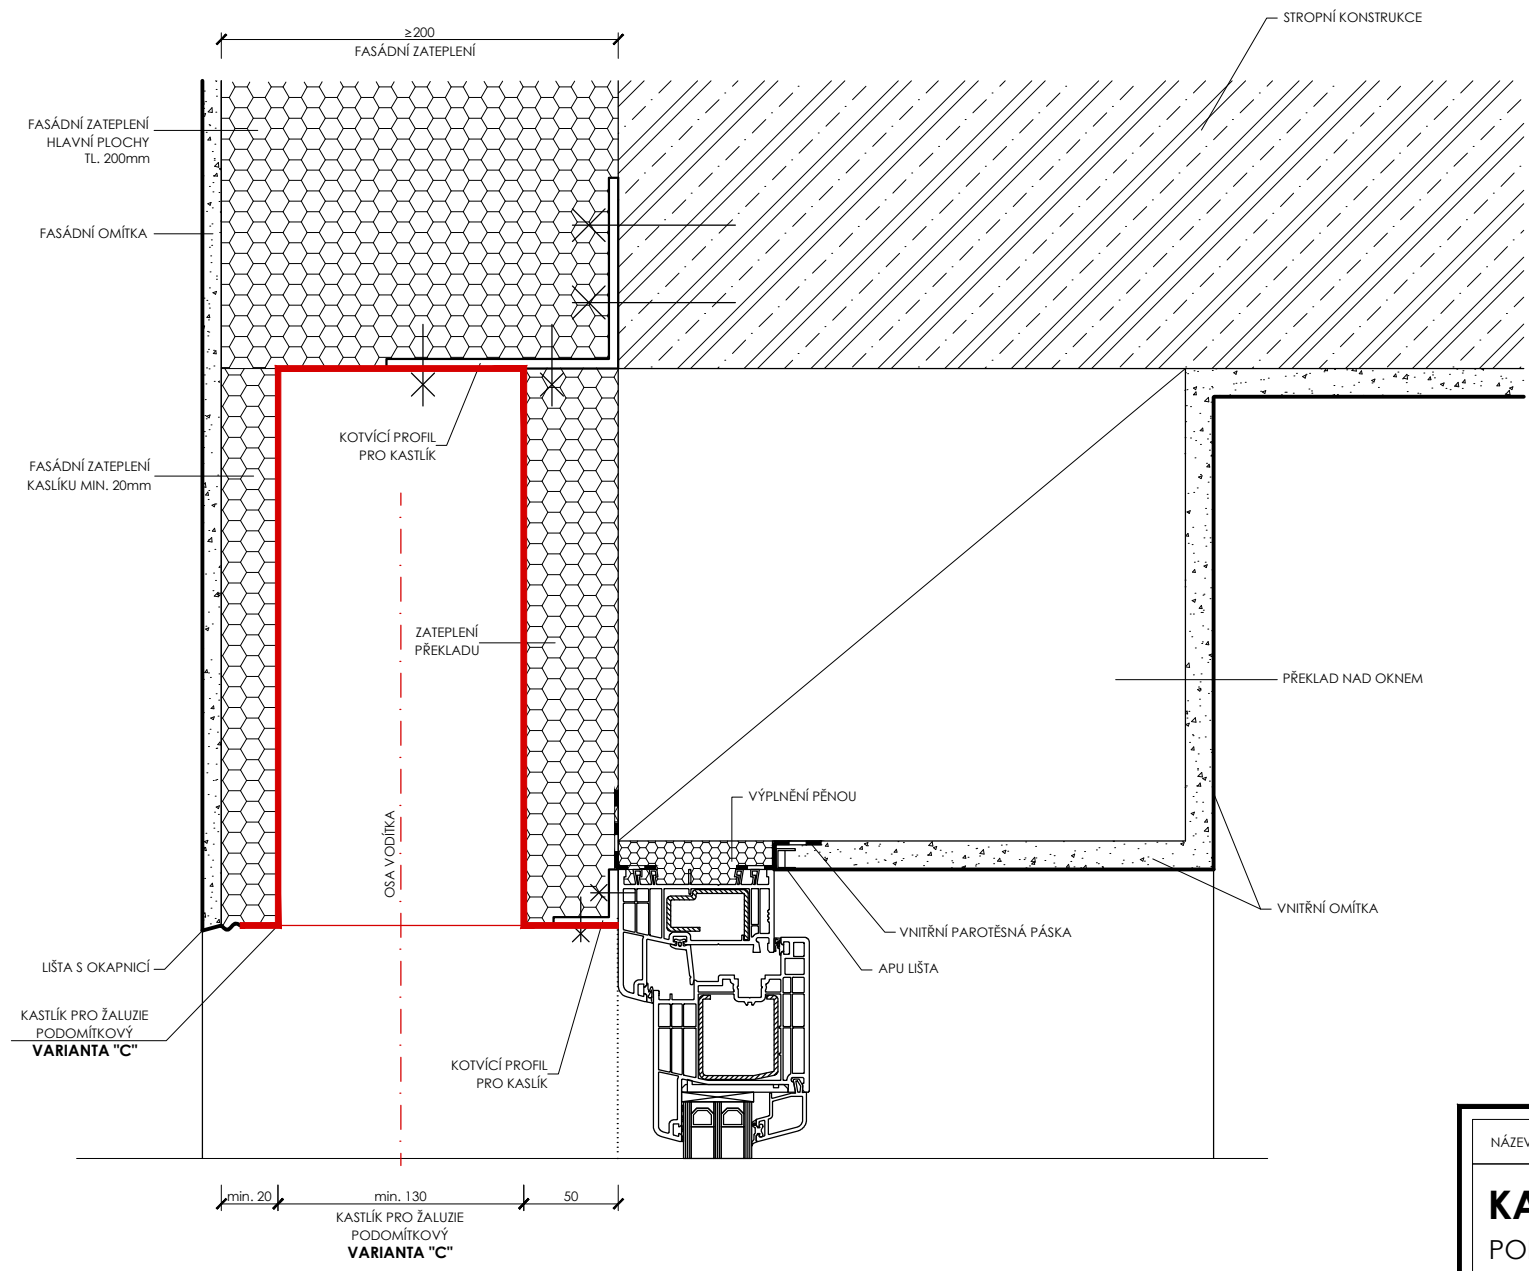 ≥200
FASÁDNÍ ZATEPLENÍ
STROPNÍ KONSTRUKCE
FASÁDNÍ ZATEPLENÍ
HLAVNÍ PLOCHY
TL. 200mm
FASÁDNÍ OMÍTKA
KOTVÍCÍ PROFIL
PRO KASTLÍK
FASÁDNÍ ZATEPLENÍ
KASLÍKU MIN. 20mm
ZATEPLENÍ
PŘEKLADU
PŘEKLAD NAD OKNEM
VÝPLNĚNÍ PĚNOU
OSA VODÍTKA
VNITŘNÍ OMÍTKA
VNITŘNÍ PAROTĚSNÁ PÁSKA
APU LIŠTA
LIŠTA S OKAPNICÍ
KASTLÍK PRO ŽALUZIE
PODOMÍTKOVÝ
VARIANTA "C"
KOTVÍCÍ PROFIL
PRO KASLÍK
min. 20
min. 130
50
KASTLÍK PRO ŽALUZIE
PODOMÍTKOVÝ
VARIANTA "C"
NÁZEV